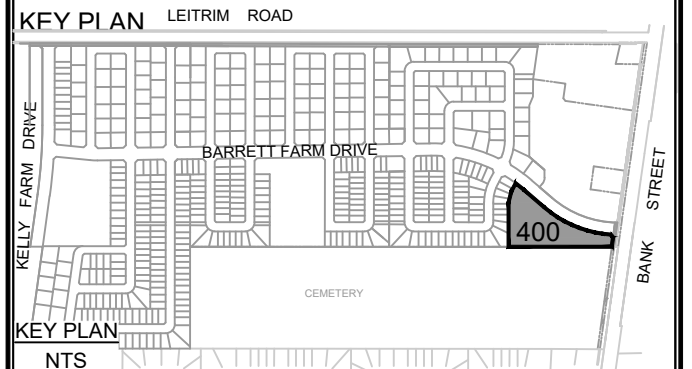 KEY PLAN
LEITRIM ROAD
KELLY FARM DRIVE
BARRETT FARM DRIVE
BANK STREET
400
CEMETERY
KEY PLAN
NTS